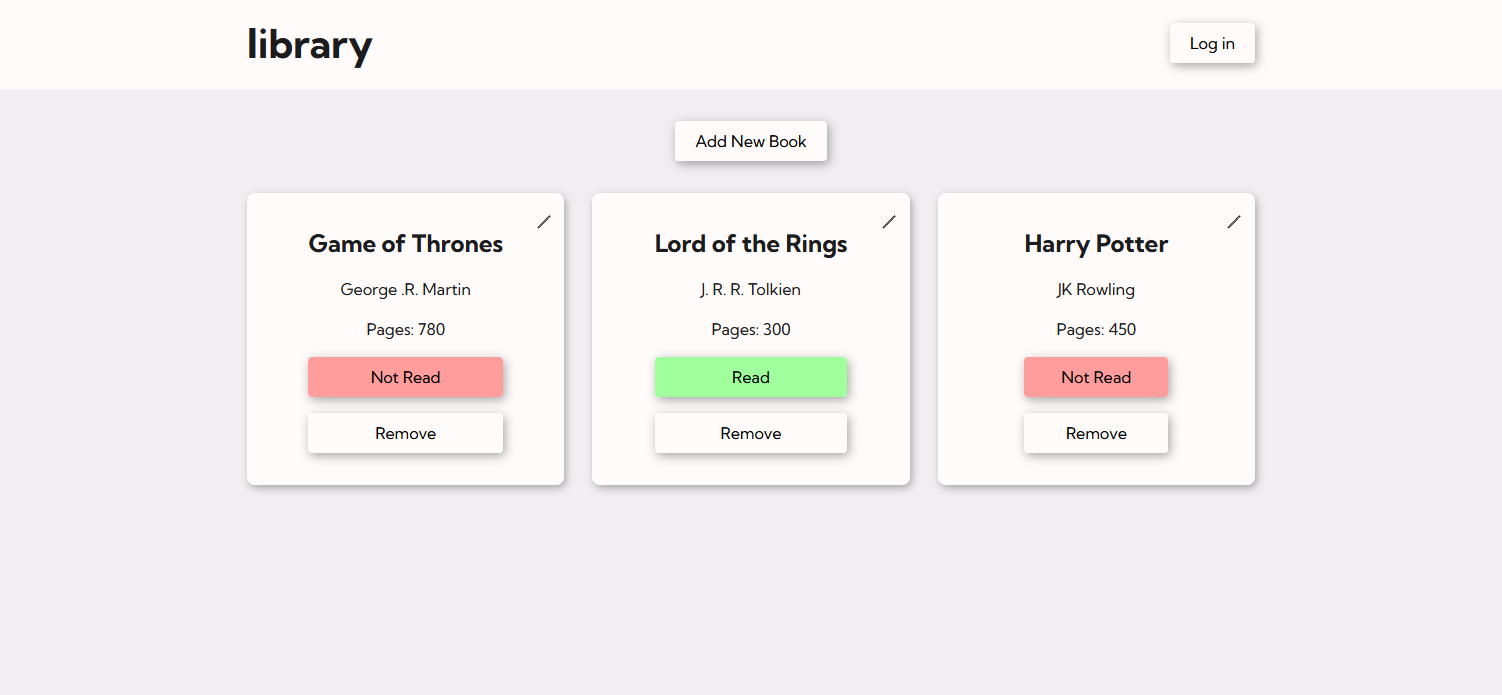 library
Log in
Add New Book
Game of Thrones
George .R. Martin
Pages: 780
Not Read
Remove
Lord of the Rings
J. R. R. Tolkien
Pages: 300
Read
Remove
Harry Potter
JK Rowling
Pages: 450
Not Read
Remove